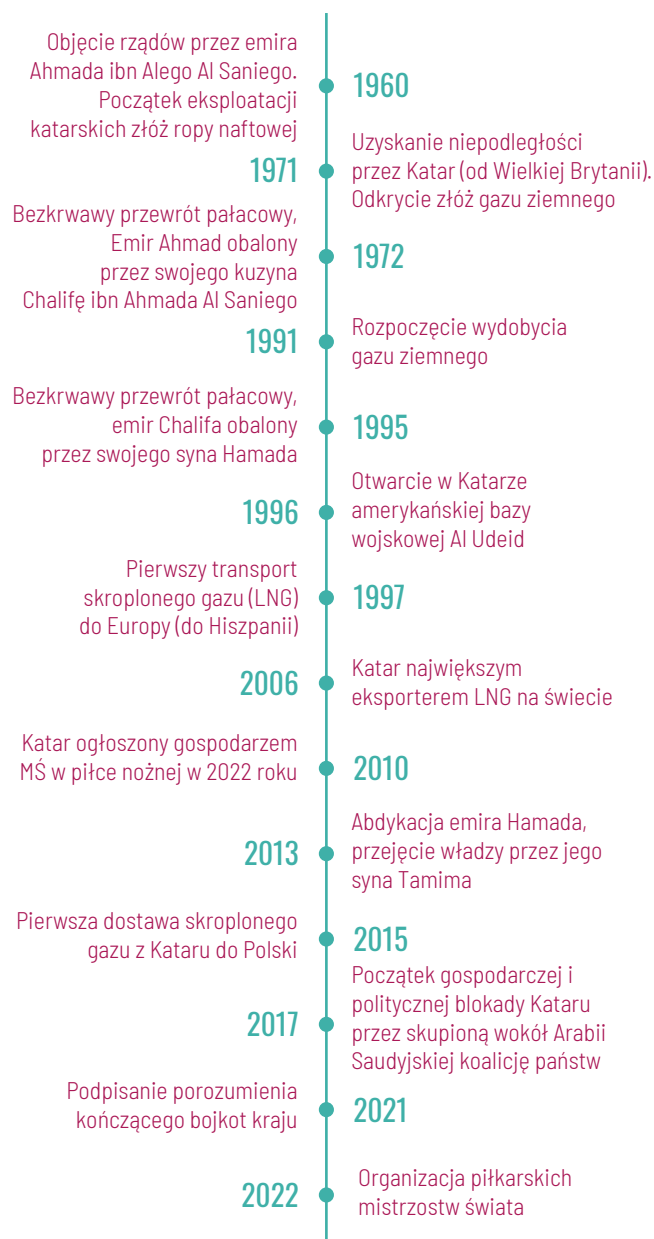 Objęcie rządów przez emira
Ahmada ibn Alego Al Saniego.
Początek eksploatacji
katarskich złóż ropy naftowej
1960
1971
Uzyskanie niepodległości
przez Katar (od Wielkiej Brytanii).
Odkrycie złóż gazu ziemnego
Bezkrwawy przewrót pałacowy,
Emir Ahmad obalony
przez swojego kuzyna
Chalifę ibn Ahmada Al Saniego
1972
1991
Rozpoczęcie wydobycia
gazu ziemnego
Bezkrwawy przewrót pałacowy,
emir Chalifa obalony
przez swojego syna Hamada
1995
1996
Otwarcie w Katarze
amerykańskiej bazy
wojskowej Al Udeid
Pierwszy transport
skroplonego gazu (LNG)
do Europy (do Hiszpanii)
1997
2006
Katar największym
eksporterem LNG na świecie
Katar ogłoszony gospodarzem
MŚ w piłce nożnej w 2022 roku
2010
2013
Abdykacja emira Hamada,
przejęcie władzy przez jego
syna Tamima
Pierwsza dostawa skroplonego
gazu z Kataru do Polski
2015
2017
Początek gospodarczej i
politycznej blokady Kataru
przez skupioną wokół Arabii
Saudyjskiej koalicję państw
Podpisanie porozumienia
kończącego bojkot kraju
2021
2022
Organizacja piłkarskich
mistrzostw świata